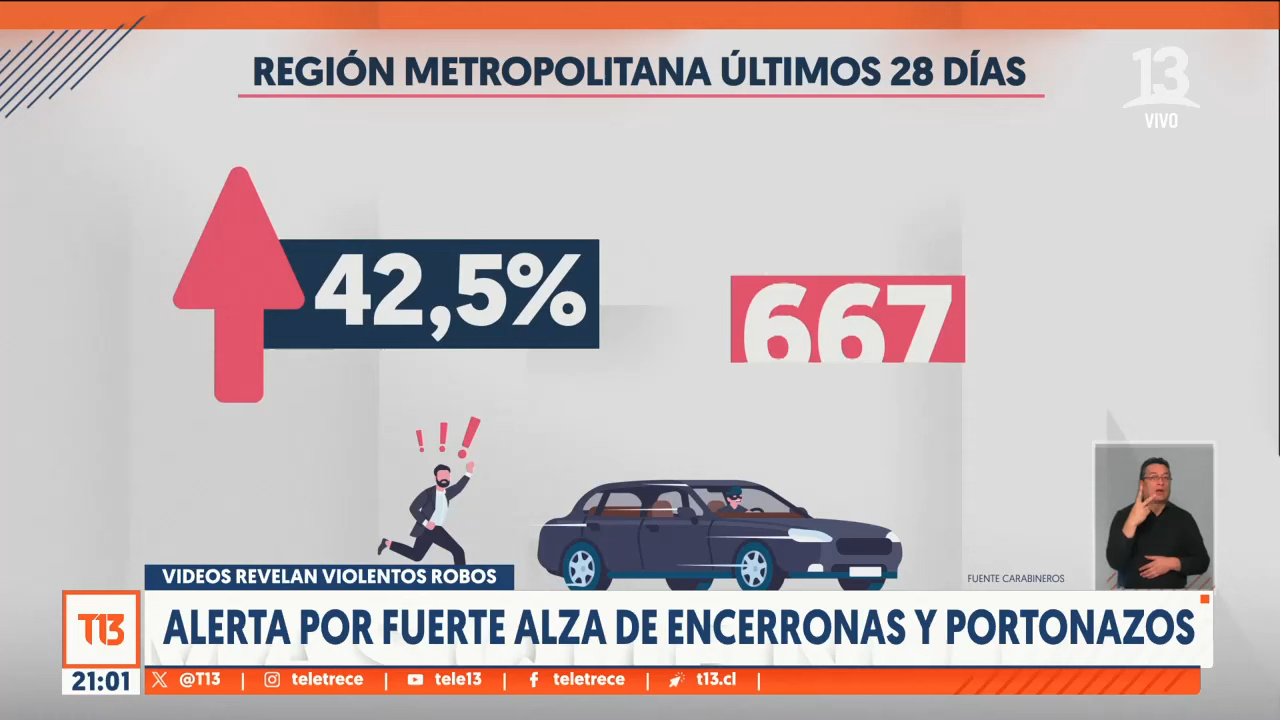 REGIÓN METROPOLITANA ÚLTIMOS 28 DÍAS
13
VIVO
42,5%
667
! ! !
FUENTE CARABINEROS
VIDEOS REVELAN VIOLENTOS ROBOS
T13
ALERTA POR FUERTE ALZA DE ENCERRONAS Y PORTONAZOS
21:01
@T13 | teletrece | tele13 | teletrece | t13.cl |